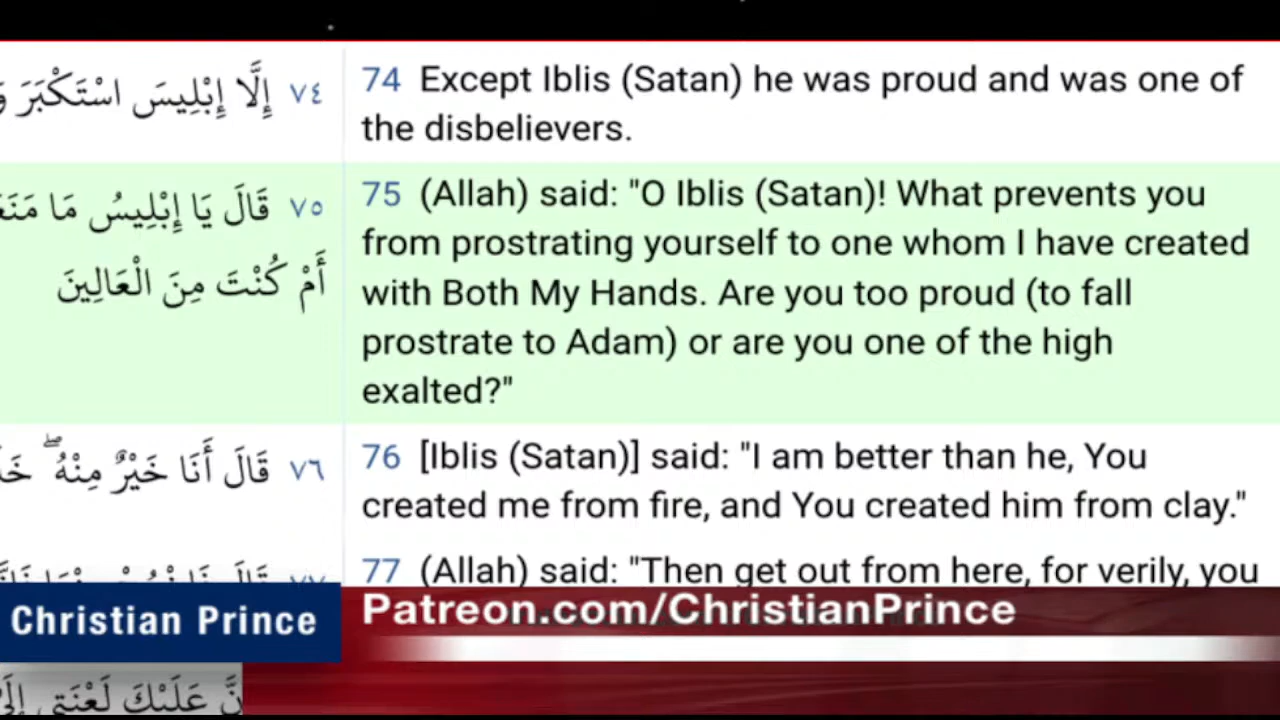 ٧٤ إِلَّا إِبْلِيسَ اسْتَكْبَرَ
74 Except Iblis (Satan) he was proud and was one of
the disbelievers.
٧٥ قَالَ يَا إِبْلِيسُ مَا
أَمْ كُنْتَ مِنَ الْعَالِينَ
75 (Allah) said: "O Iblis (Satan)! What prevents you
from prostrating yourself to one whom I have created
with Both My Hands. Are you too proud (to fall
prostrate to Adam) or are you one of the high
exalted?"
٧٦ قَالَ أَنَا خَيْرٌ مِنْهُ ۖ
76 [Iblis (Satan)] said: "I am better than he, You
created me from fire, and You created him from clay."
77 (Allah) said: "Then get out from here, for verily, you
Christian Prince
Patreon.com/ChristianPrince
عَلَيْكَ لَعْنَتِي